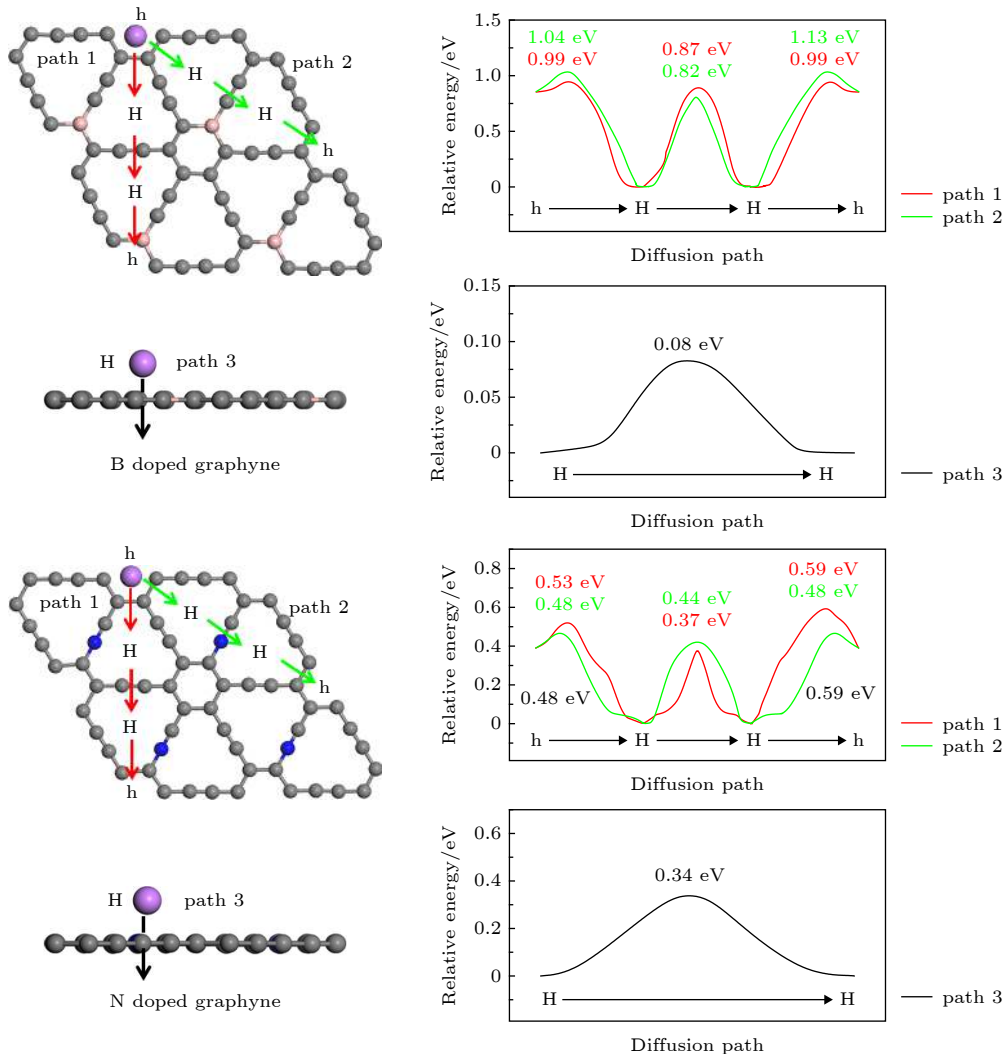 h
path 1
path 2
H
H
H
H
h
h
H
path 3
B doped graphyne
1.5
1.0
0.5
0
Relative energy/eV
1.04 eV
0.99 eV
0.87 eV
0.82 eV
1.13 eV
0.99 eV
h
H
H
h
Diffusion path
path 1
path 2
0.15
0.10
0.05
0
Relative energy/eV
0.08 eV
H
H
Diffusion path
path 3
h
path 1
path 2
H
H
H
H
h
h
H
path 3
N doped graphyne
0.8
0.6
0.4
0.2
0
Relative energy/eV
0.53 eV
0.48 eV
0.44 eV
0.37 eV
0.59 eV
0.48 eV
0.48 eV
0.59 eV
h
H
H
h
Diffusion path
path 1
path 2
0.6
0.4
0.2
0
Relative energy/eV
0.34 eV
H
H
Diffusion path
path 3